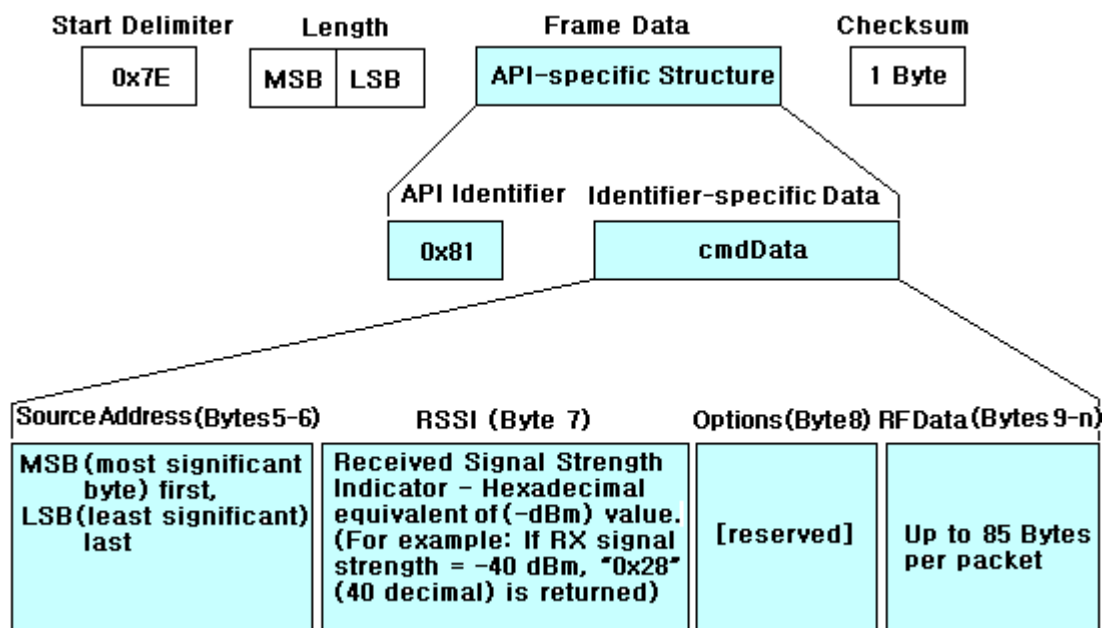 Start Delimiter Length Frame Data Checksum
0x7E MSB LSB API-specific Structure 1 Byte
API Identifier Identifier-specific Data
0x81 cmdData
Source Address (Bytes 5-6) RSSI (Byte 7) Options (Byte 8) RF Data (Bytes 9-n)
MSB (most significant
byte) first,
LSB (least significant)
last
Received Signal Strength
Indicator - Hexadecimal
equivalent of (-dBm) value.
(For example: If RX signal
strength = -40 dBm, "0x28"
(40 decimal) is returned)
[reserved]
Up to 85 Bytes
per packet